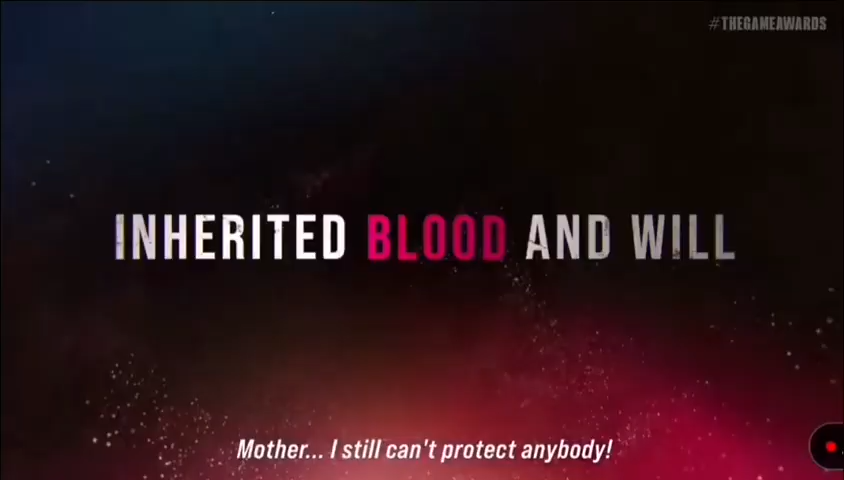 #THEGAMEAWARDS
INHERITED BLOOD AND WILL
Mother... I still can't protect anybody!